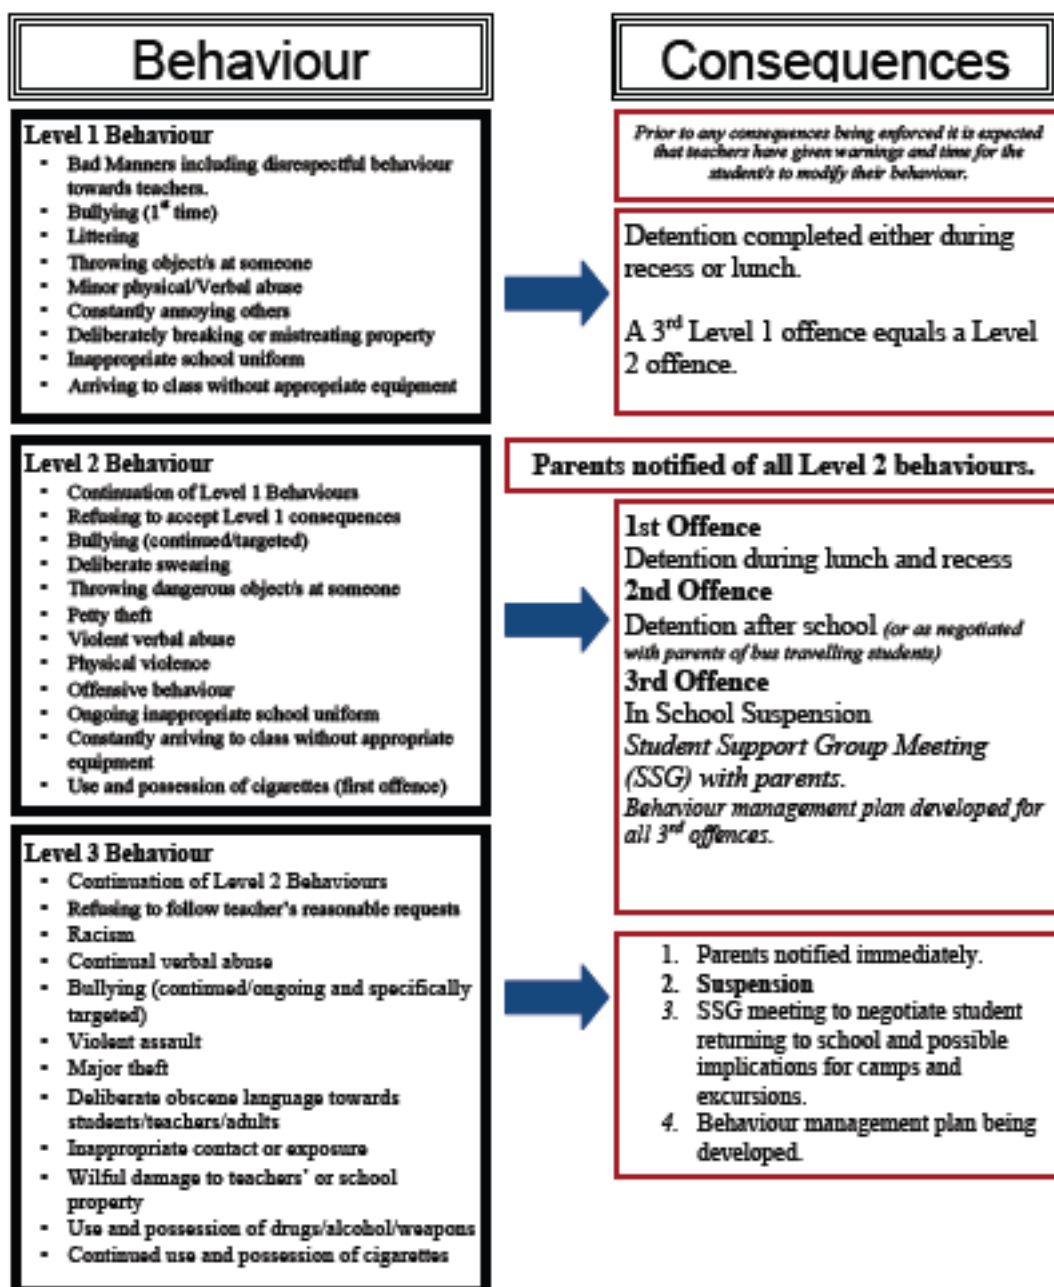 Behaviour
Level 1 Behaviour
▪ Bad Manners including disrespectful behaviour
towards teachers.
▪ Bullying (1st time)
▪ Littering
▪ Throwing object/s at someone
▪ Minor physical/Verbal abuse
▪ Constantly annoying others
▪ Deliberately breaking or mistreating property
▪ Inappropriate school uniform
▪ Arriving to class without appropriate equipment
Consequences
Prior to any consequences being enforced it is expected
that teachers have given warnings and time for the
student/s to modify their behaviour.
Detention completed either during
recess or lunch.
A 3rd Level 1 offence equals a Level
2 offence.
Level 2 Behaviour
▪ Continuation of Level 1 Behaviours
▪ Refusing to accept Level 1 consequences
▪ Bullying (continued/targeted)
▪ Deliberate swearing
▪ Throwing dangerous object/s at someone
▪ Petty theft
▪ Violent verbal abuse
▪ Physical violence
▪ Offensive behaviour
▪ Ongoing inappropriate school uniform
▪ Constantly arriving to class without appropriate
equipment
▪ Use and possession of cigarettes (first offence)
Parents notified of all Level 2 behaviours.
1st Offence
Detention during lunch and recess
2nd Offence
Detention after school (or as negotiated
with parents of bus travelling students)
3rd Offence
In School Suspension
Student Support Group Meeting
(SSG) with parents.
Behaviour management plan developed for
all 3rd offences.
Level 3 Behaviour
▪ Continuation of Level 2 Behaviours
▪ Refusing to follow teacher's reasonable requests
▪ Racism
▪ Continual verbal abuse
▪ Bullying (continued/ongoing and specifically
targeted)
▪ Violent assault
▪ Major theft
▪ Deliberate obscene language towards
students/teachers/adults
▪ Inappropriate contact or exposure
▪ Wilful damage to teachers' or school
property
▪ Use and possession of drugs/alcohol/weapons
▪ Continued use and possession of cigarettes
1. Parents notified immediately.
2. Suspension
3. SSG meeting to negotiate student
returning to school and possible
implications for camps and
excursions.
4. Behaviour management plan being
developed.